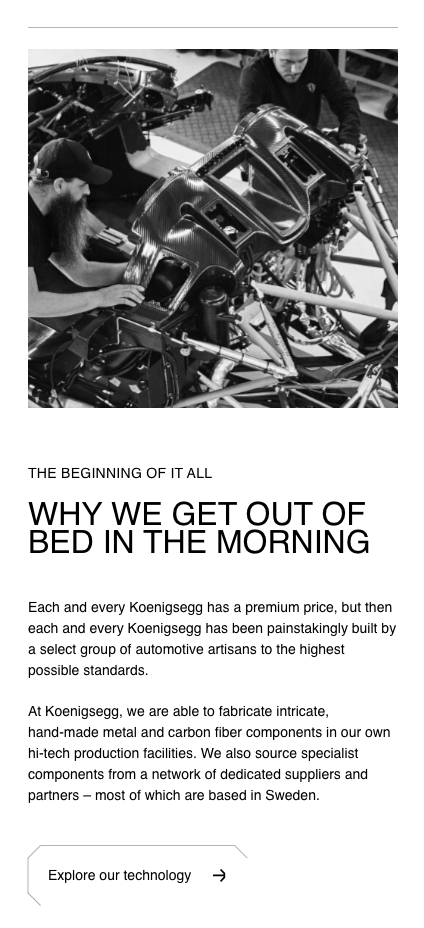 THE BEGINNING OF IT ALL
WHY WE GET OUT OF
BED IN THE MORNING
Each and every Koenigsegg has a premium price, but then
each and every Koenigsegg has been painstakingly built by
a select group of automotive artisans to the highest
possible standards.
At Koenigsegg, we are able to fabricate intricate,
hand-made metal and carbon fiber components in our own
hi-tech production facilities. We also source specialist
components from a network of dedicated suppliers and
partners – most of which are based in Sweden.
Explore our technology